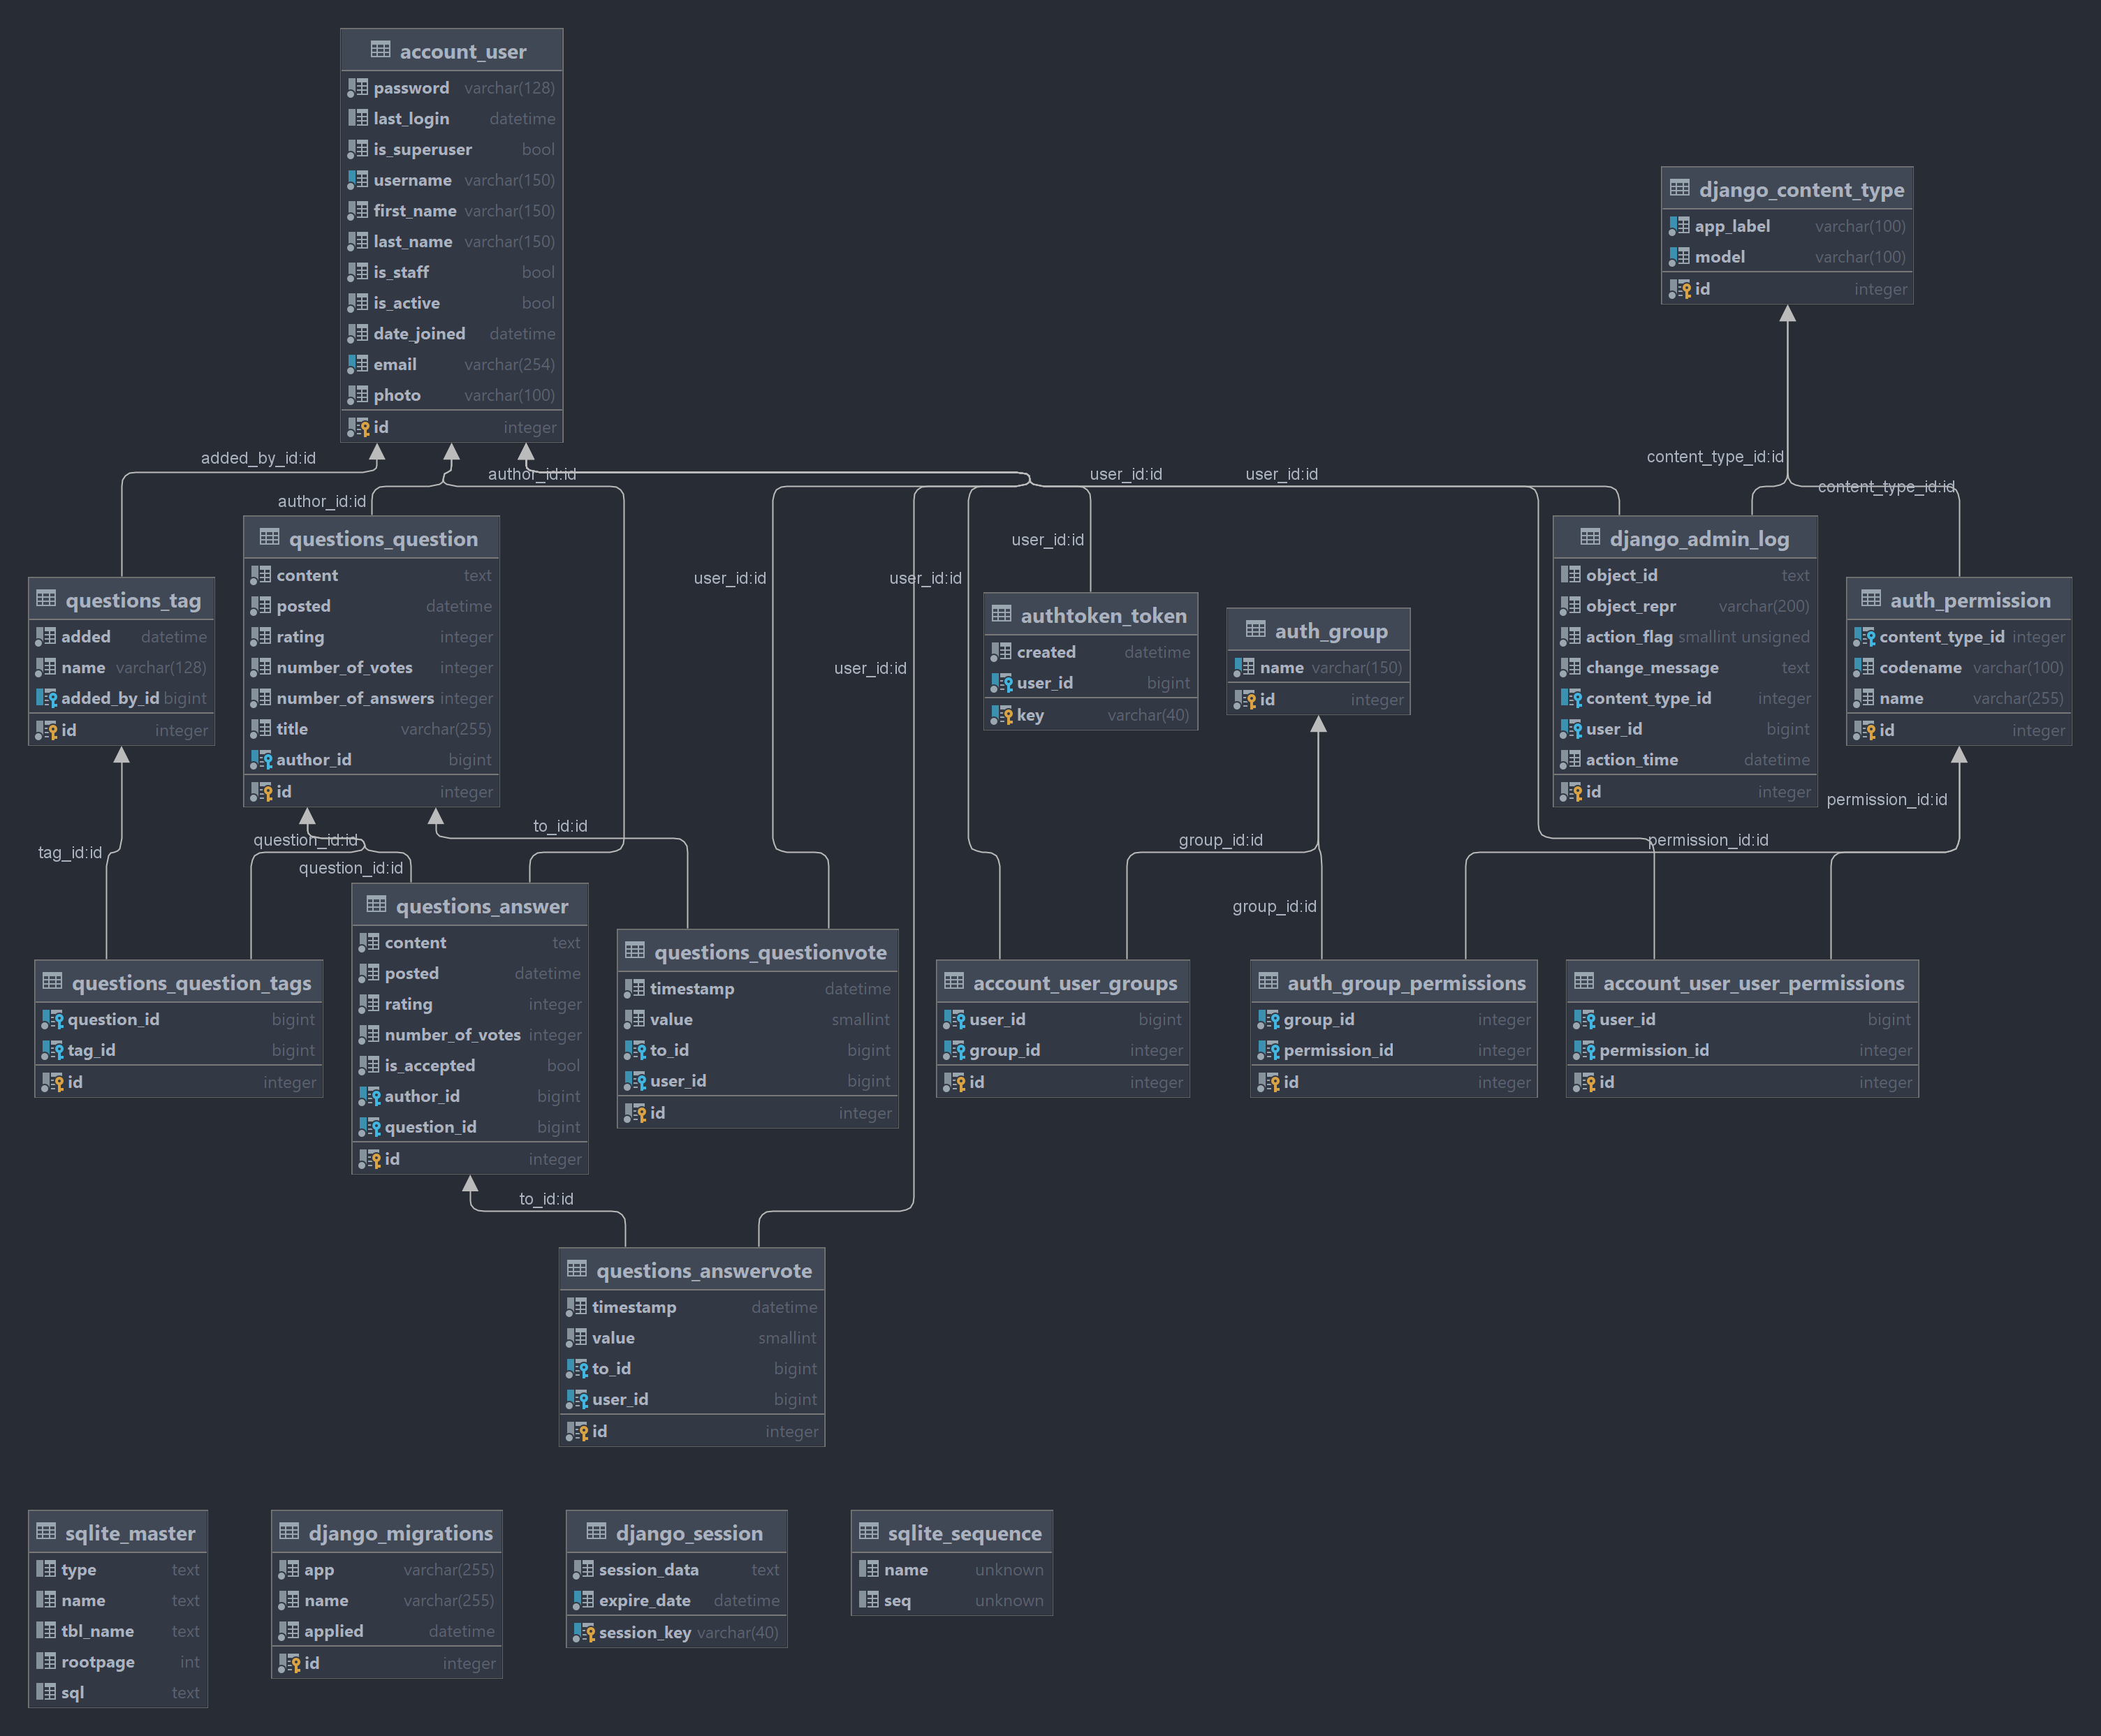 account_user
password varchar(128)
last_login datetime
is_superuser bool
username varchar(150)
first_name varchar(150)
last_name varchar(150)
is_staff bool
is_active bool
date_joined datetime
email varchar(254)
photo varchar(100)
id integer
django_content_type
app_label varchar(100)
model varchar(100)
id integer
added_by_id:id
author_id:id
author_id:id
user_id:id
user_id:id
content_type_id:id
content_type_id:id
user_id:id
user_id:id
user_id:id
user_id:id
questions_tag
added datetime
name varchar(128)
added_by_id bigint
id integer
questions_question
content text
posted datetime
rating integer
number_of_votes integer
number_of_answers integer
title varchar(255)
author_id bigint
id integer
authtoken_token
created datetime
user_id bigint
key varchar(40)
auth_group
name varchar(150)
id integer
django_admin_log
object_id text
object_repr varchar(200)
action_flag smallint unsigned
change_message text
content_type_id integer
user_id bigint
action_time datetime
id integer
auth_permission
content_type_id integer
codename varchar(100)
name varchar(255)
id integer
tag_id:id
question_id:id
question_id:id
to_id:id
group_id:id
group_id:id
permission_id:id
permission_id:id
questions_question_tags
question_id bigint
tag_id bigint
id integer
questions_answer
content text
posted datetime
rating integer
number_of_votes integer
is_accepted bool
author_id bigint
question_id bigint
id integer
questions_questionvote
timestamp datetime
value smallint
to_id bigint
user_id bigint
id integer
account_user_groups
user_id bigint
group_id integer
id integer
auth_group_permissions
group_id integer
permission_id integer
id integer
account_user_user_permissions
user_id bigint
permission_id integer
id integer
to_id:id
questions_answervote
timestamp datetime
value smallint
to_id bigint
user_id bigint
id integer
sqlite_master
type text
name text
tbl_name text
rootpage int
sql text
django_migrations
app varchar(255)
name varchar(255)
applied datetime
id integer
django_session
session_data text
expire_date datetime
session_key varchar(40)
sqlite_sequence
name unknown
seq unknown